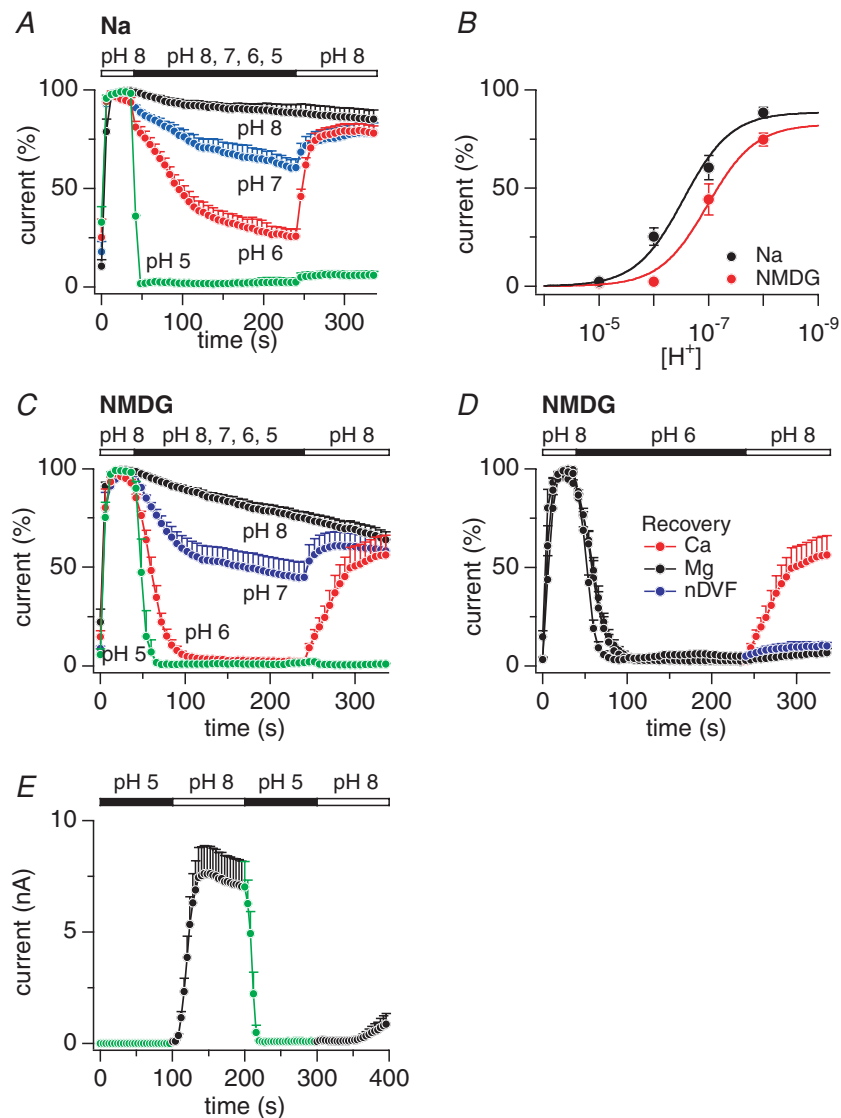 A Na
pH 8 pH 8, 7, 6, 5 pH 8
100
50
0
current (%)
pH 8
pH 7
pH 6
pH 5
0 100 200 300
time (s)
B
100
50
0
current (%)
Na
NMDG
10-5 10-7 10-9
[H+]
C NMDG
pH 8 pH 8, 7, 6, 5 pH 8
100
50
0
current (%)
pH 8
pH 7
pH 6
pH 5
0 100 200 300
time (s)
D NMDG
pH 8 pH 6 pH 8
100
50
0
current (%)
Recovery
Ca
Mg
nDVF
0 100 200 300
time (s)
E
pH 5 pH 8 pH 5 pH 8
10
5
0
current (nA)
0 100 200 300 400
time (s)